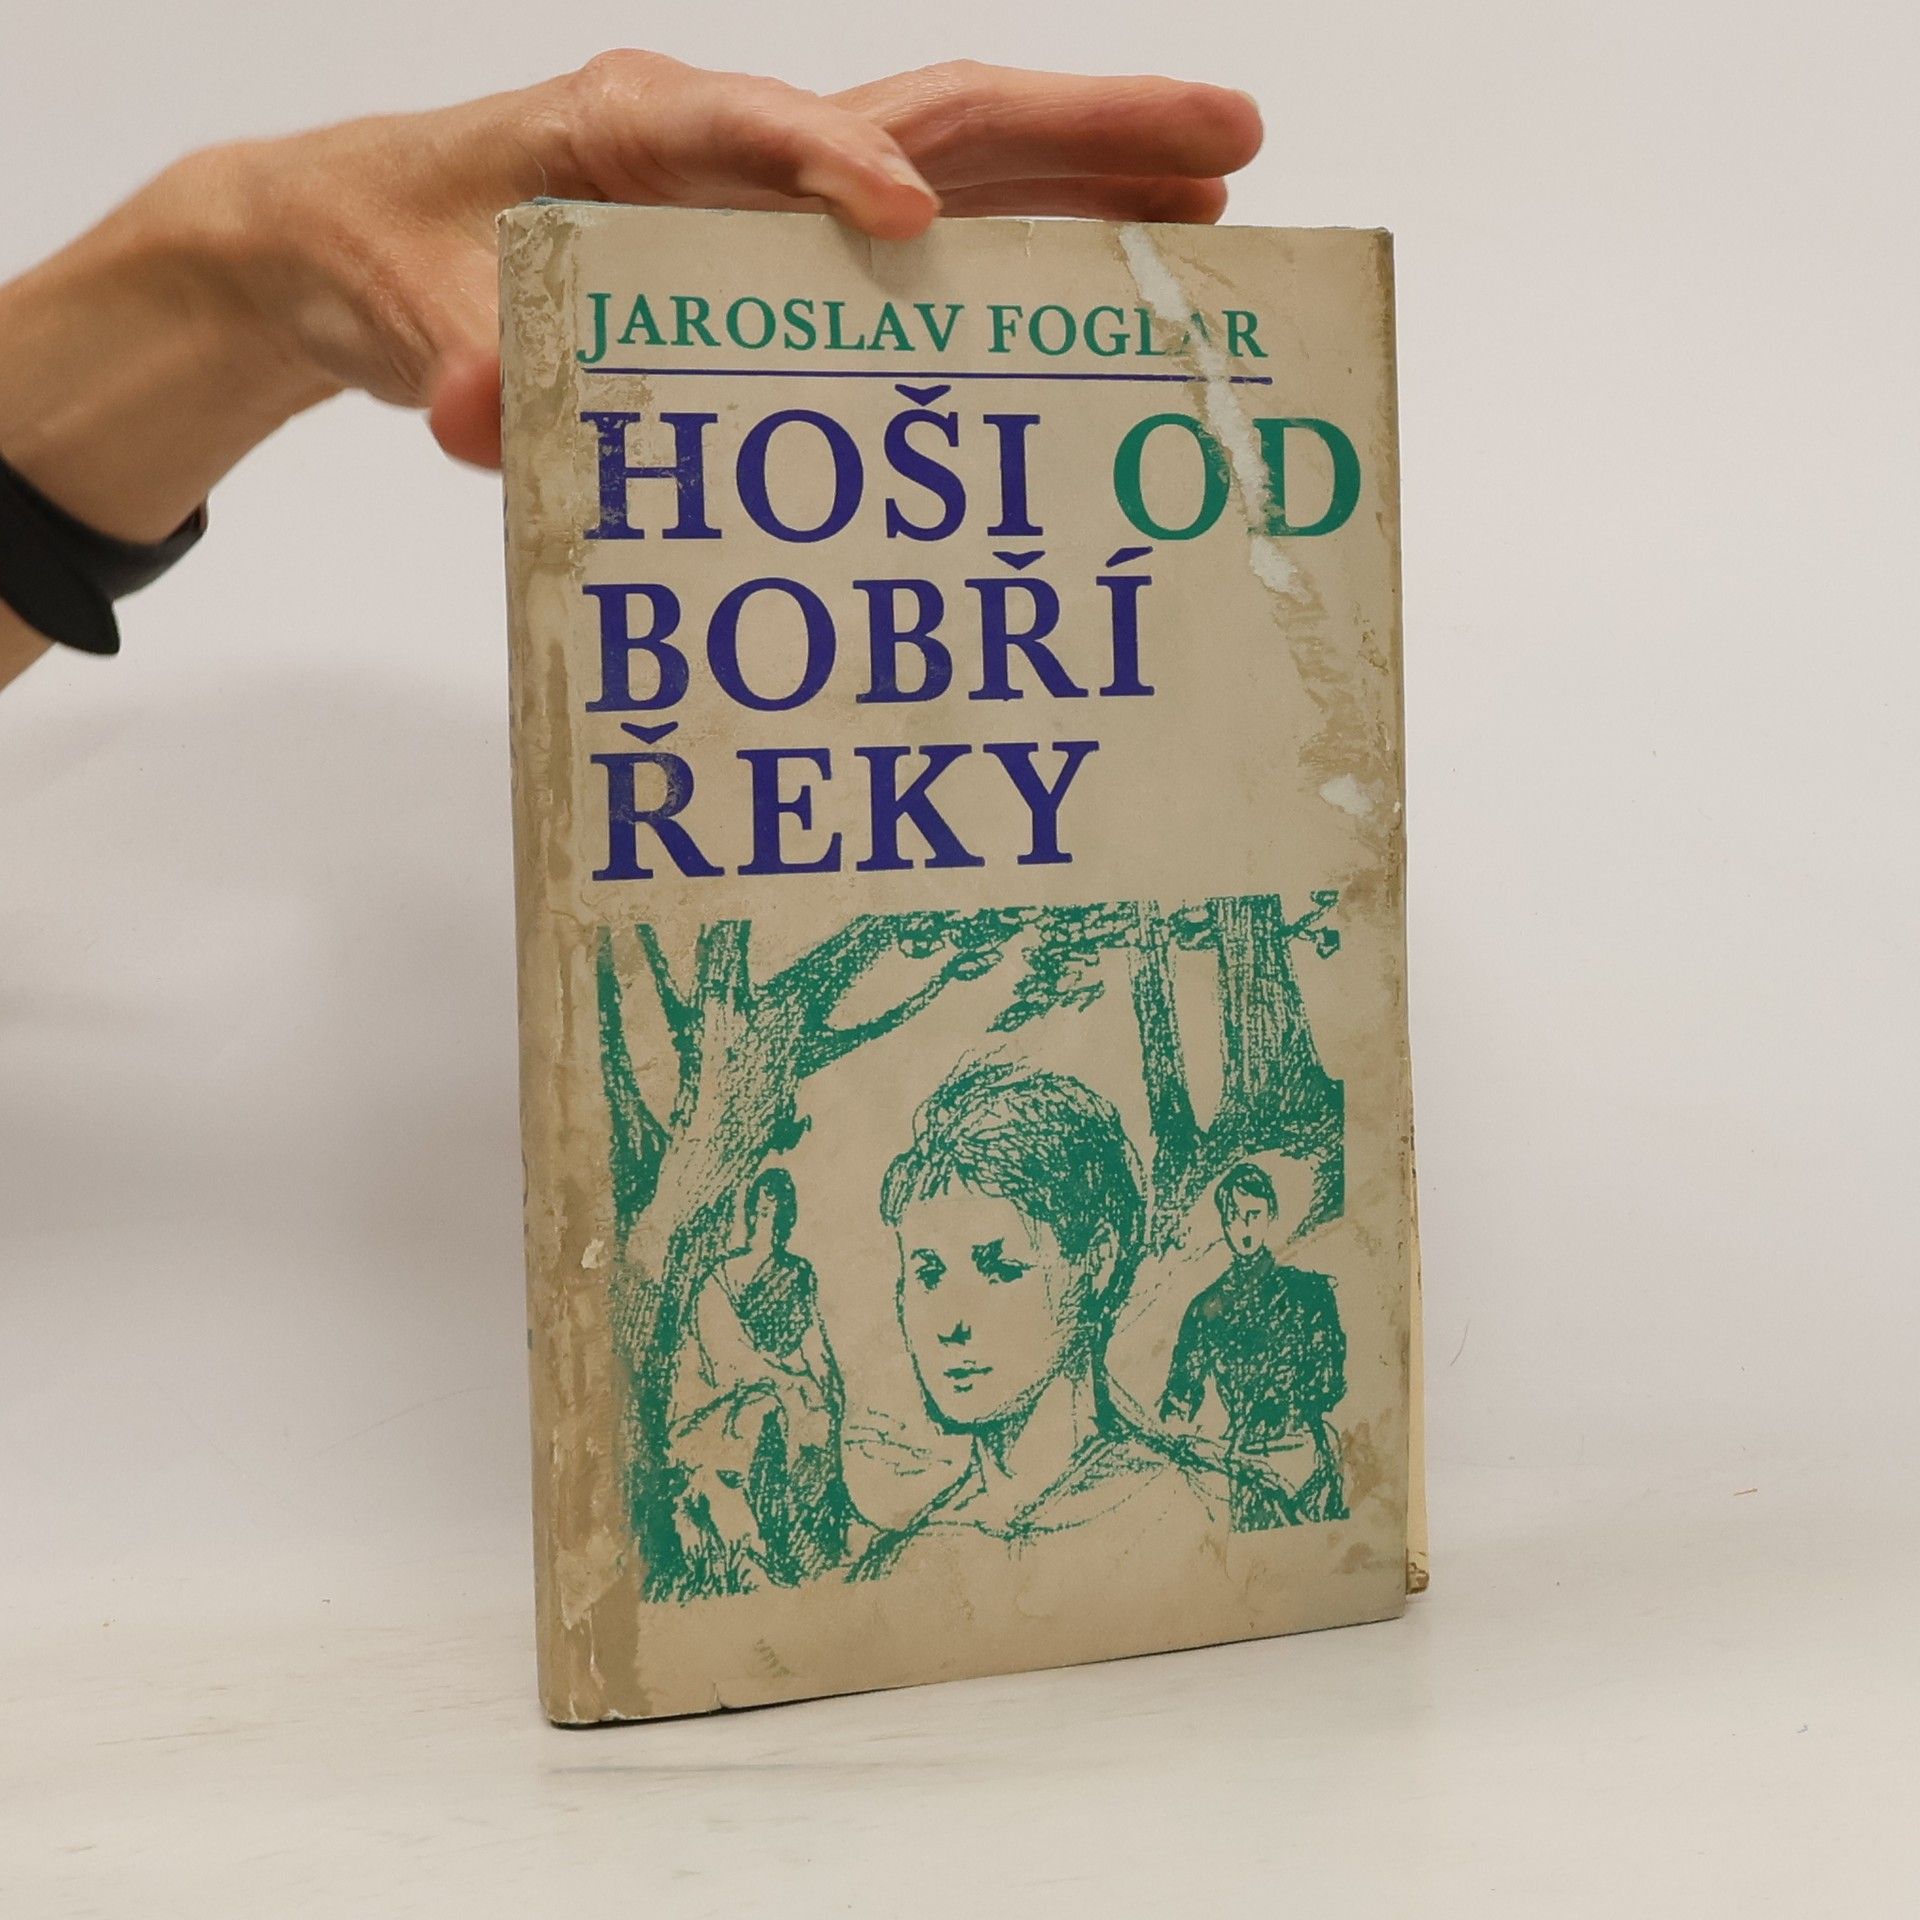 JAROSLAV FOGLAR
HOŠI OD
BOBŘÍ
ŘEKY